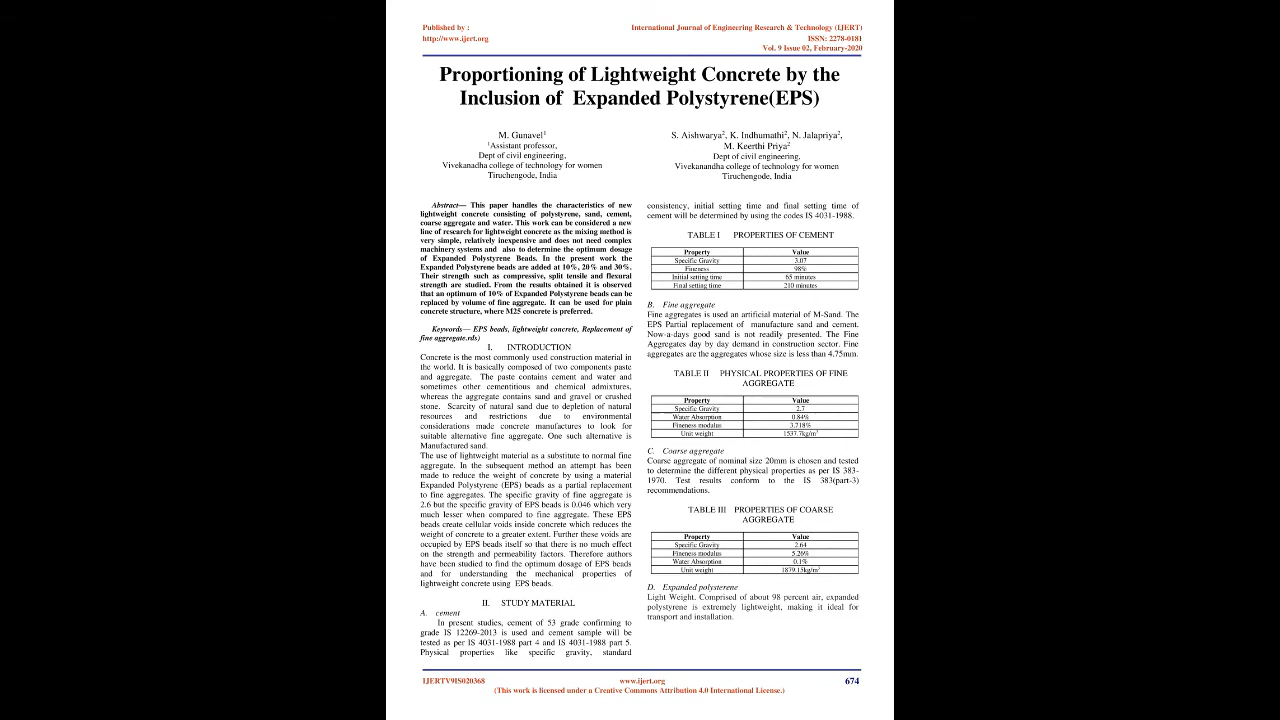 Published by :
http://www.ijert.org
International Journal of Engineering Research & Technology (IJERT)
ISSN: 2278-0181
Vol. 9 Issue 02, February-2020
Proportioning of Lightweight Concrete by the
Inclusion of Expanded Polystyrene(EPS)
M. Gunavel1
1Assistant professor,
Dept of civil engineering,
Vivekanandha college of technology for women
Tiruchengode, India
S. Aishwarya2, K. Indhumathi2, N. Jalapriya2,
M. Keerthi Priya2
Dept of civil engineering,
Vivekanandha college of technology for women
Tiruchengode, India
Abstract— This paper handles the characteristics of new
lightweight concrete consisting of polystyrene, sand, cement,
coarse aggregate and water. This work can be considered a new
line of research for lightweight concrete as the mixing method is
very simple, relatively inexpensive and does not need complex
machinery systems and also to determine the optimum dosage
of Expanded Polystyrene Beads. In the present work the
Expanded Polystyrene beads are added at 10%, 20% and 30%.
Their strength such as compressive, split tensile and flexural
strength are studied. From the results obtained it is observed
that an optimum of 10% of Expanded Polystyrene beads can be
replaced by volume of fine aggregate. It can be used for plain
concrete structure, where M25 concrete is preferred.
Keywords— EPS beads, lightweight concrete, Replacement of
fine aggregate.rds)
I. INTRODUCTION
Concrete is the most commonly used construction material in
the world. It is basically composed of two components paste
and aggregate. The paste contains cement and water and
sometimes other cementitious and chemical admixtures,
whereas the aggregate contains sand and gravel or crushed
stone. Scarcity of natural sand due to depletion of natural
resources and restrictions due to environmental
considerations made concrete manufactures to look for
suitable alternative fine aggregate. One such alternative is
Manufactured sand.
The use of lightweight material as a substitute to normal fine
aggregate. In the subsequent method an attempt has been
made to reduce the weight of concrete by using a material
Expanded Polystyrene (EPS) beads as a partial replacement
to fine aggregates. The specific gravity of fine aggregate is
2.6 but the specific gravity of EPS beads is 0.046 which very
much lesser when compared to fine aggregate. These EPS
beads create cellular voids inside concrete which reduces the
weight of concrete to a greater extent. Further these voids are
occupied by EPS beads itself so that there is no much effect
on the strength and permeability factors. Therefore authors
have been studied to find the optimum dosage of EPS beads
and for understanding the mechanical properties of
lightweight concrete using EPS beads.
II. STUDY MATERIAL
A. cement
In present studies, cement of 53 grade confirming to
grade IS 12269-2013 is used and cement sample will be
tested as per IS 4031-1988 part 4 and IS 4031-1988 part 5.
Physical properties like specific gravity, standard
consistency, initial setting time and final setting time of
cement will be determined by using the codes IS 4031-1988.
TABLE I PROPERTIES OF CEMENT
Property Value
Specific Gravity 3.07
Fineness 98%
Initial setting time 65 minutes
Final setting time 210 minutes
B. Fine aggregate
Fine aggregates is used an artificial material of M-Sand. The
EPS Partial replacement of manufacture sand and cement.
Now-a-days good sand is not readily presented. The Fine
Aggregates day by day demand in construction sector. Fine
aggregates are the aggregates whose size is less than 4.75mm.
TABLE II PHYSICAL PROPERTIES OF FINE
AGGREGATE
Property Value
Specific Gravity 2.7
Water Absorption 0.84%
Fineness modulus 3.718%
Unit weight 1537.7kg/m3
C. Coarse aggregate
Coarse aggregate of nominal size 20mm is chosen and tested
to determine the different physical properties as per IS 383-
1970. Test results conform to the IS 383(part-3)
recommendations.
TABLE III PROPERTIES OF COARSE
AGGREGATE
Property Value
Specific Gravity 2.64
Fineness modulus 5.26%
Water Absorption 0.1%
Unit weight 1879.15kg/m3
D. Expanded polysterene
Light Weight. Comprised of about 98 percent air, expanded
polystyrene is extremely lightweight, making it ideal for
transport and installation.
IJERTV9IS020368
www.ijert.org
(This work is licensed under a Creative Commons Attribution 4.0 International License.)
674